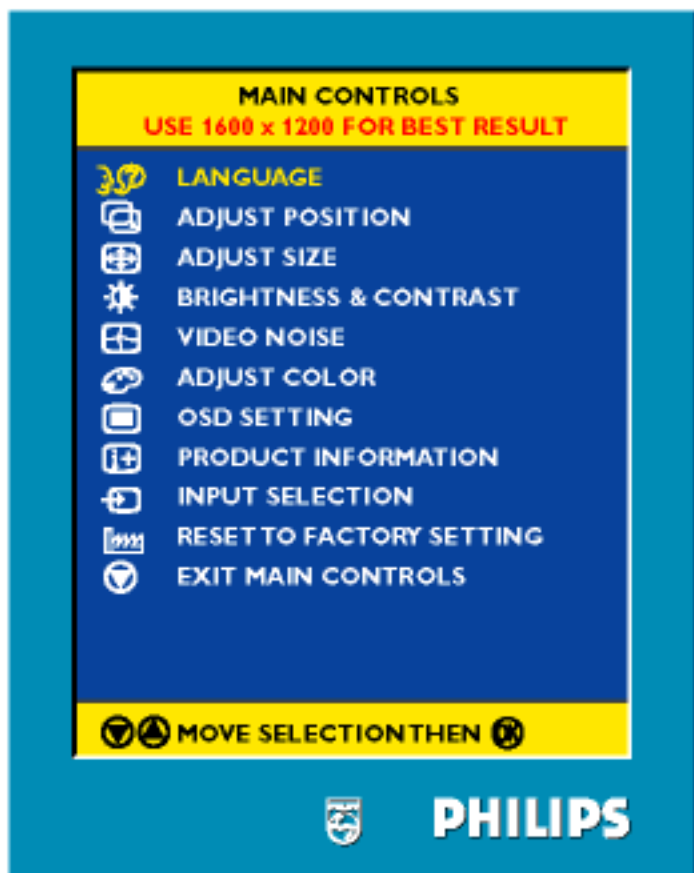 MAIN CONTROLS
USE 1600 x 1200 FOR BEST RESULT
LANGUAGE
ADJUST POSITION
ADJUST SIZE
BRIGHTNESS & CONTRAST
VIDEO NOISE
ADJUST COLOR
OSD SETTING
PRODUCT INFORMATION
INPUT SELECTION
RESET TO FACTORY SETTING
EXIT MAIN CONTROLS
MOVE SELECTION THEN OK
PHILIPS